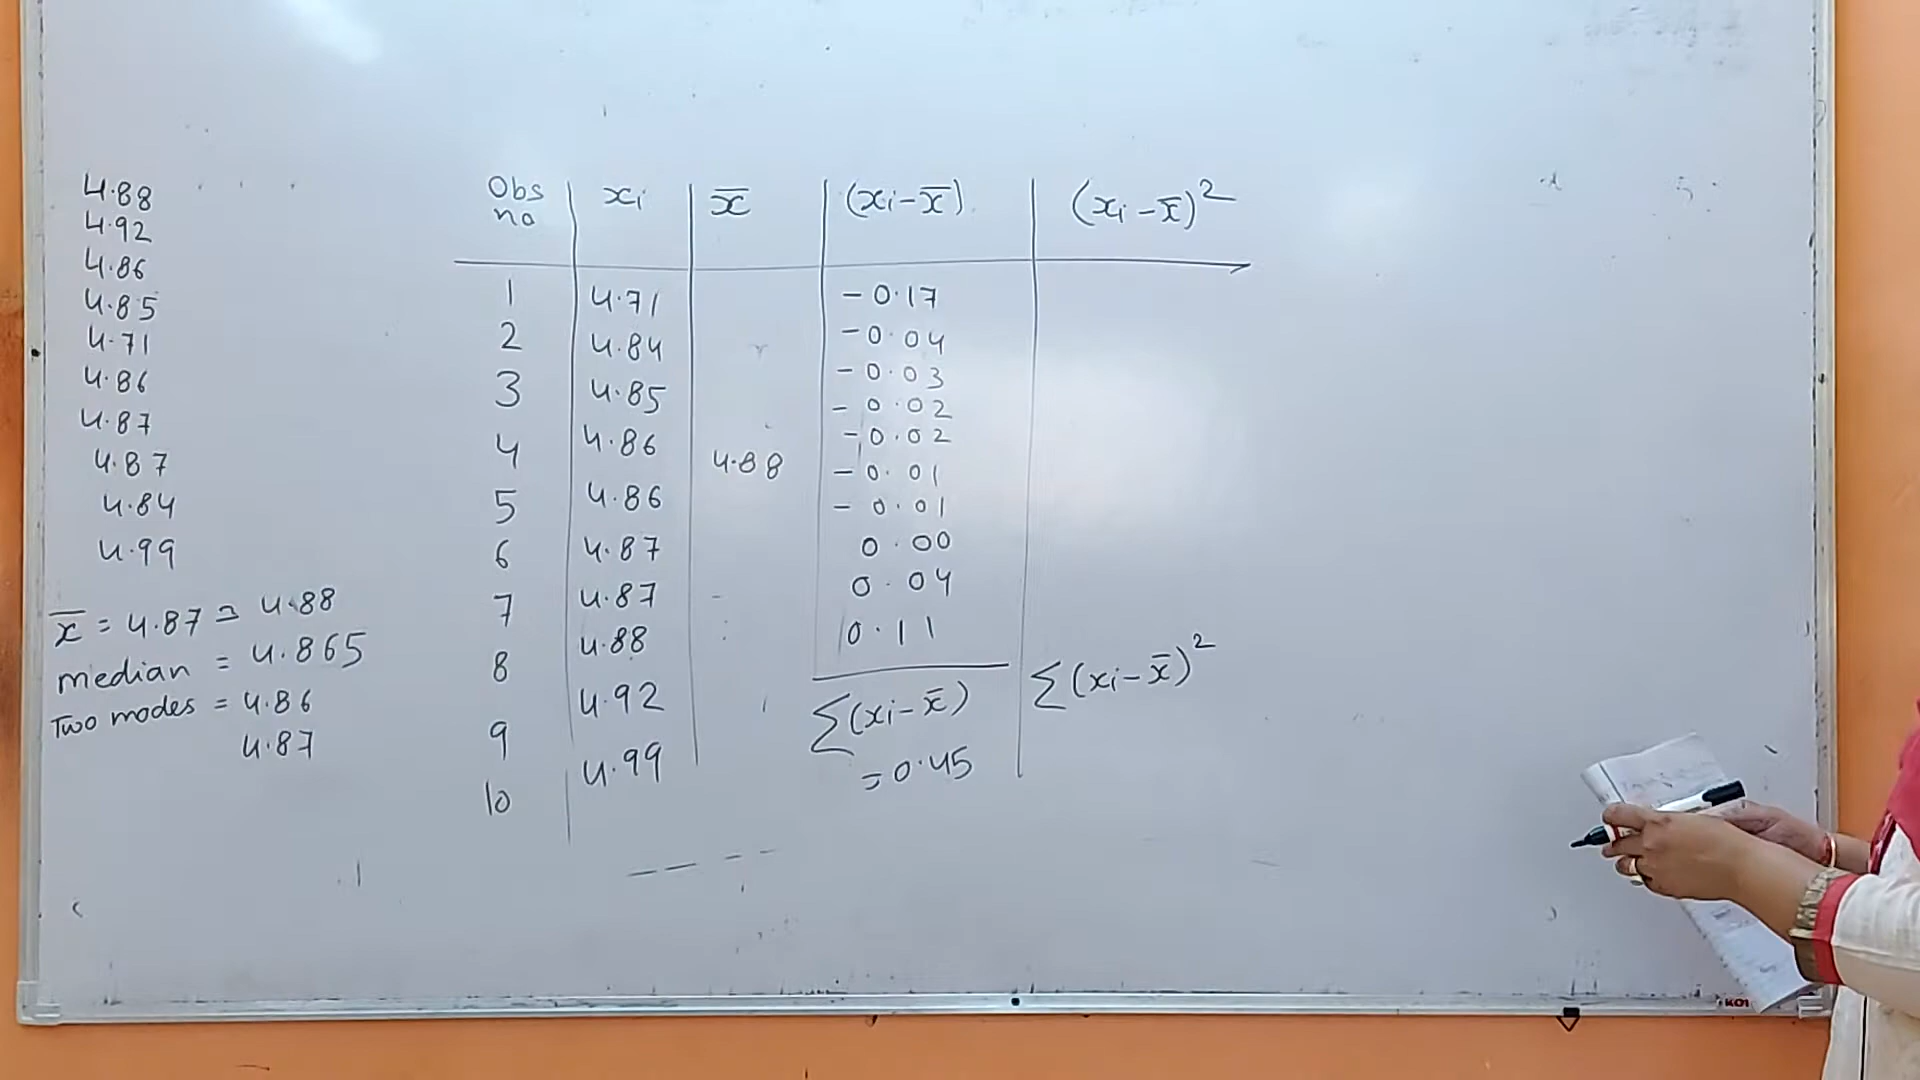 4.88
4.92
4.86
4.85
4.71
4.86
4.87
4.87
4.84
4.99
x̄ = 4.87 ≃ 4.88
median = 4.865
Two modes = 4.86
4.87
Obs no | xi | x̄ | (xi-x̄) | (xi-x̄)²
1 4.71 -0.17
2 4.84 -0.04
3 4.85 -0.03
4 4.86 -0.02
5 4.86 4.88 -0.02
6 4.87 -0.01
7 4.87 -0.01
8 4.88 0.00
9 4.92 0.04
10 4.99 0.11
Σ(xi-x̄) Σ(xi-x̄)²
=0.45
KOI